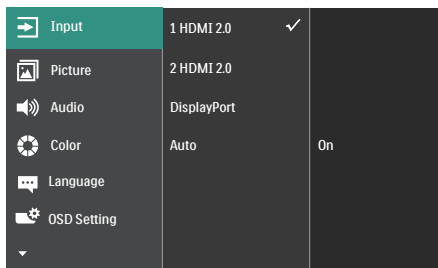 Input
1 HDMI 2.0
Picture
2 HDMI 2.0
Audio
DisplayPort
Color
Auto
On
Language
OSD Setting